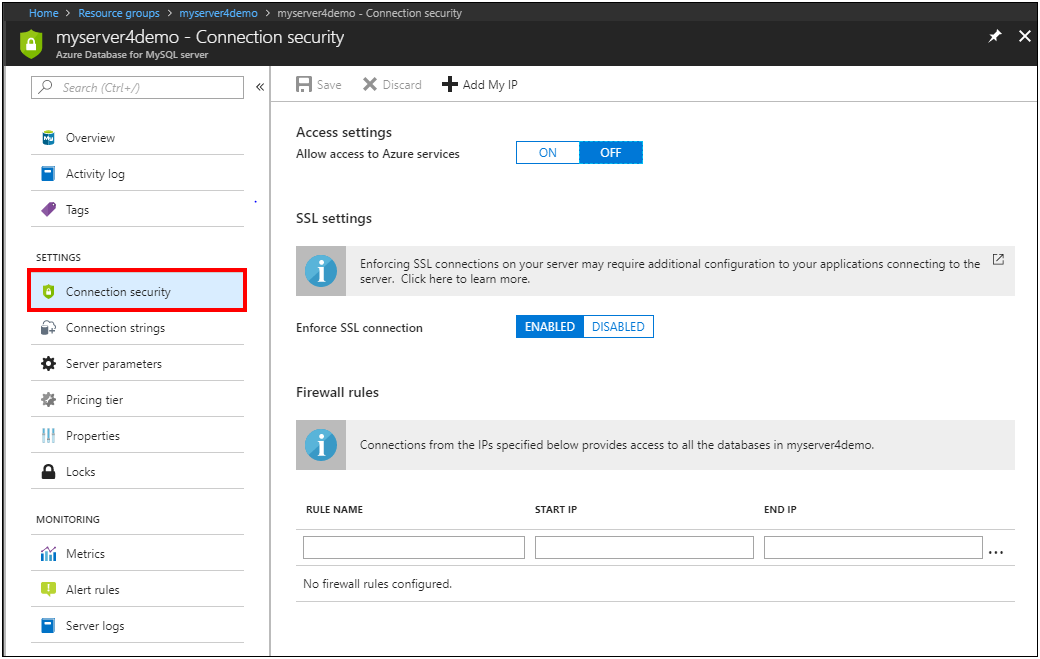 Home > Resource groups > myserver4demo > myserver4demo - Connection security
myserver4demo - Connection security
Azure Database for MySQL server
Search (Ctrl+/)
«
My
Overview
Activity log
Tags
SETTINGS
Connection security
Connection strings
Server parameters
Pricing tier
Properties
Locks
MONITORING
Metrics
Alert rules
Server logs
Save Discard Add My IP
Access settings
Allow access to Azure services ON OFF
SSL settings
Enforcing SSL connections on your server may require additional configuration to your applications connecting to the
server. Click here to learn more.
Enforce SSL connection ENABLED DISABLED
Firewall rules
Connections from the IPs specified below provides access to all the databases in myserver4demo.
RULE NAME START IP END IP
...
No firewall rules configured.